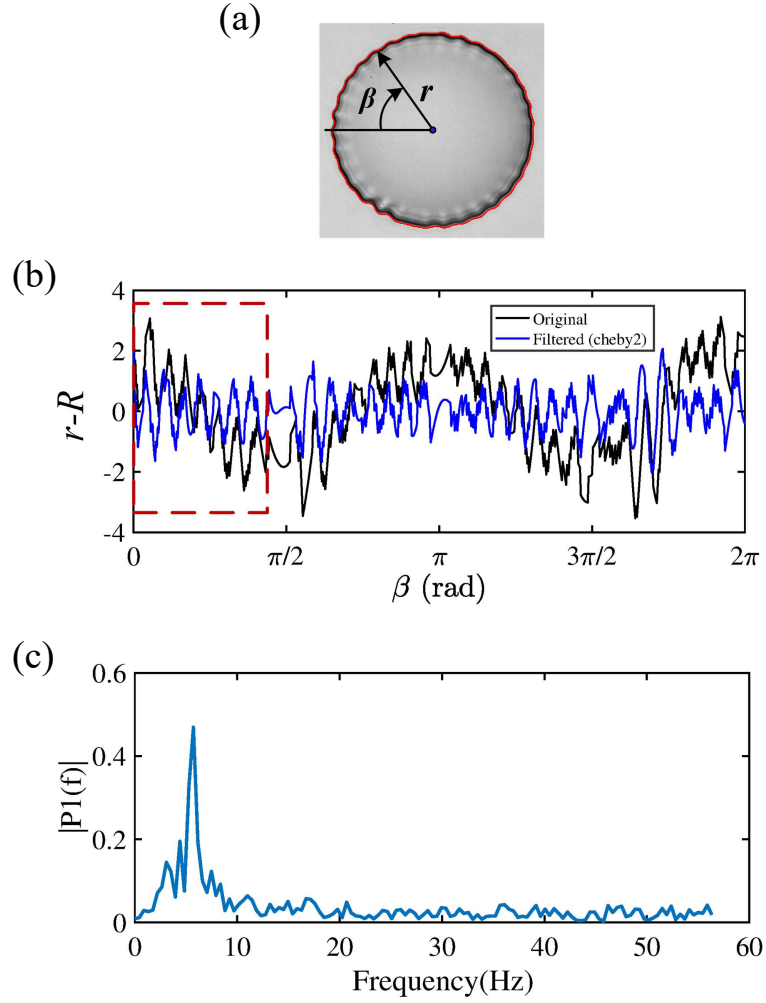 (a)
β r
(b)
4
2
0
-2
-4
r-R
Original
Filtered (cheby2)
0 π/2 π 3π/2 2π
β (rad)
(c)
0.6
0.4
0.2
0
|P1(f)|
0 10 20 30 40 50 60
Frequency(Hz)